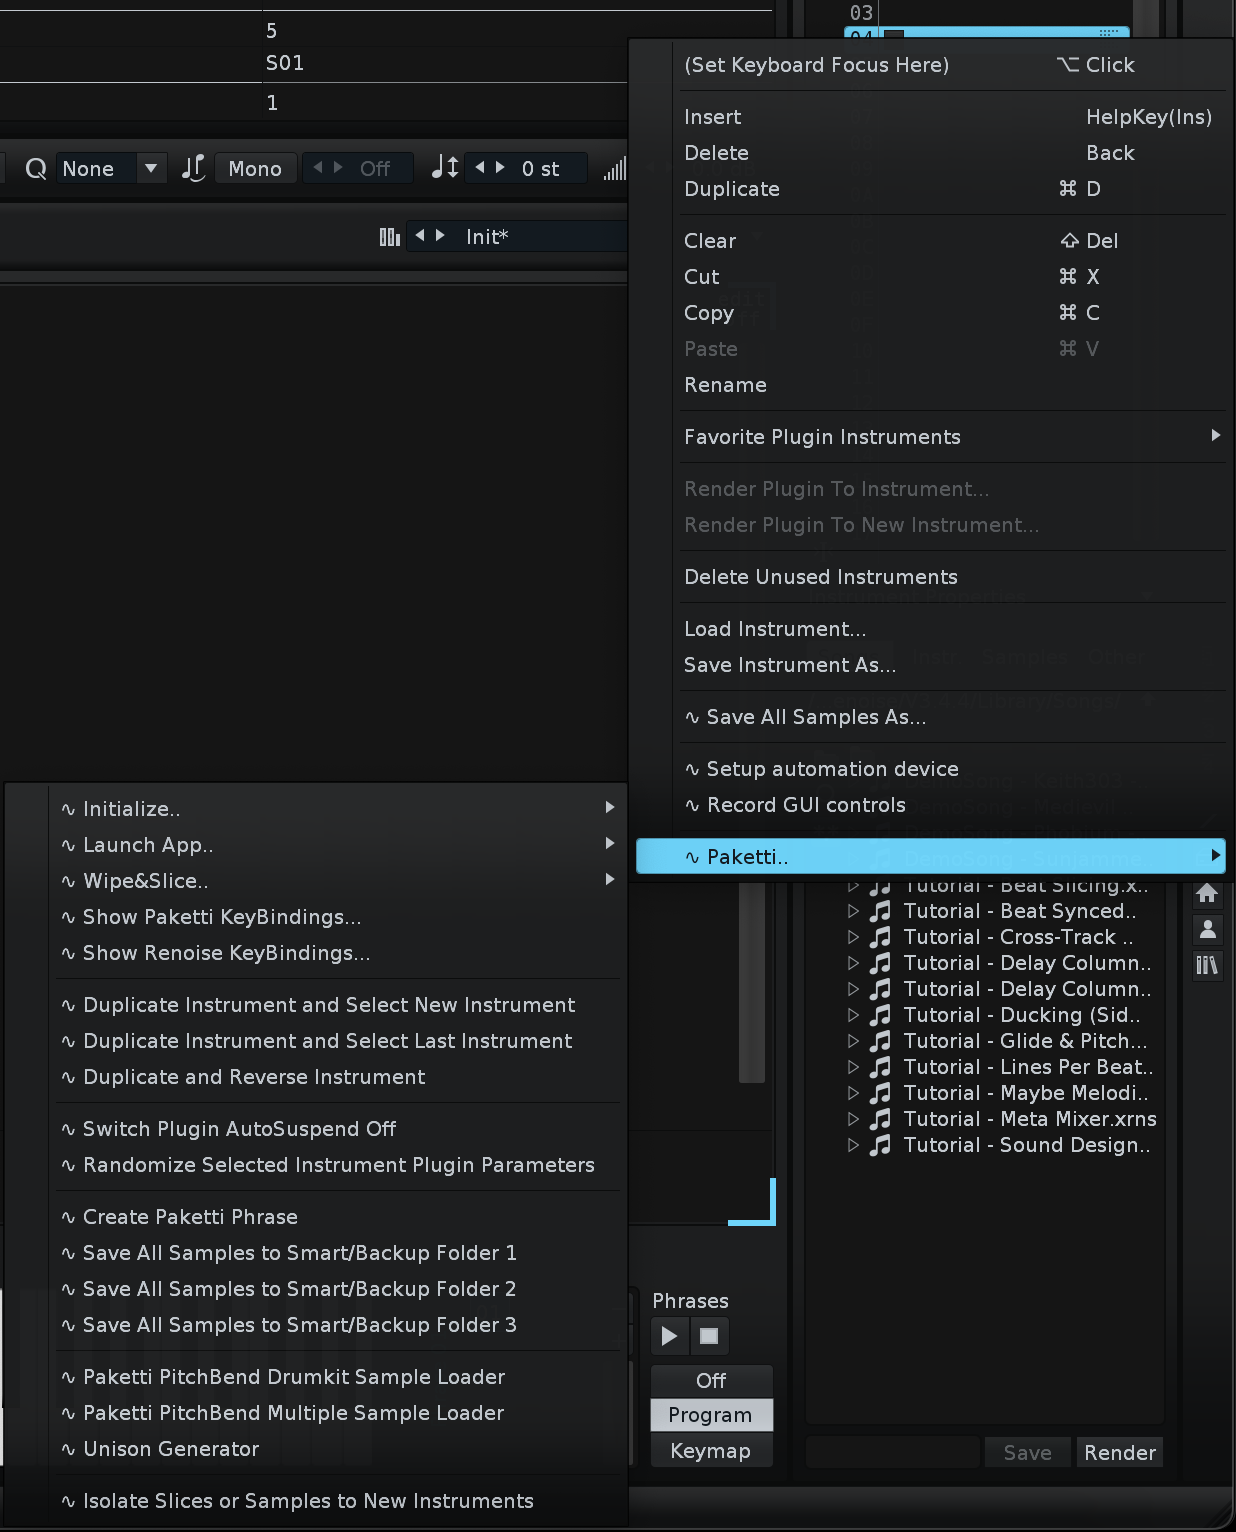 03
04
5
S01
1
None
Mono
Off
0 st
Init*
(Set Keyboard Focus Here) ⌥ Click
Insert HelpKey(Ins)
Delete Back
Duplicate ⌘ D
Clear ⇧ Del
Cut ⌘ X
Copy ⌘ C
Paste ⌘ V
Rename
Favorite Plugin Instruments
Render Plugin To Instrument...
Render Plugin To New Instrument...
Delete Unused Instruments
Load Instrument...
Save Instrument As...
∿ Save All Samples As...
∿ Setup automation device
∿ Record GUI controls
∿ Paketti..
∿ Initialize..
∿ Launch App..
∿ Wipe&Slice..
∿ Show Paketti KeyBindings...
∿ Show Renoise KeyBindings...
∿ Duplicate Instrument and Select New Instrument
∿ Duplicate Instrument and Select Last Instrument
∿ Duplicate and Reverse Instrument
∿ Switch Plugin AutoSuspend Off
∿ Randomize Selected Instrument Plugin Parameters
∿ Create Paketti Phrase
∿ Save All Samples to Smart/Backup Folder 1
∿ Save All Samples to Smart/Backup Folder 2
∿ Save All Samples to Smart/Backup Folder 3
∿ Paketti PitchBend Drumkit Sample Loader
∿ Paketti PitchBend Multiple Sample Loader
∿ Unison Generator
∿ Isolate Slices or Samples to New Instruments
Tutorial - Beat Slicing.x..
Tutorial - Beat Synced..
Tutorial - Cross-Track ..
Tutorial - Delay Column..
Tutorial - Delay Column..
Tutorial - Ducking (Sid..
Tutorial - Glide & Pitch...
Tutorial - Lines Per Beat..
Tutorial - Maybe Melodi..
Tutorial - Meta Mixer.xrns
Tutorial - Sound Design..
Phrases
Off
Program
Keymap
Save
Render